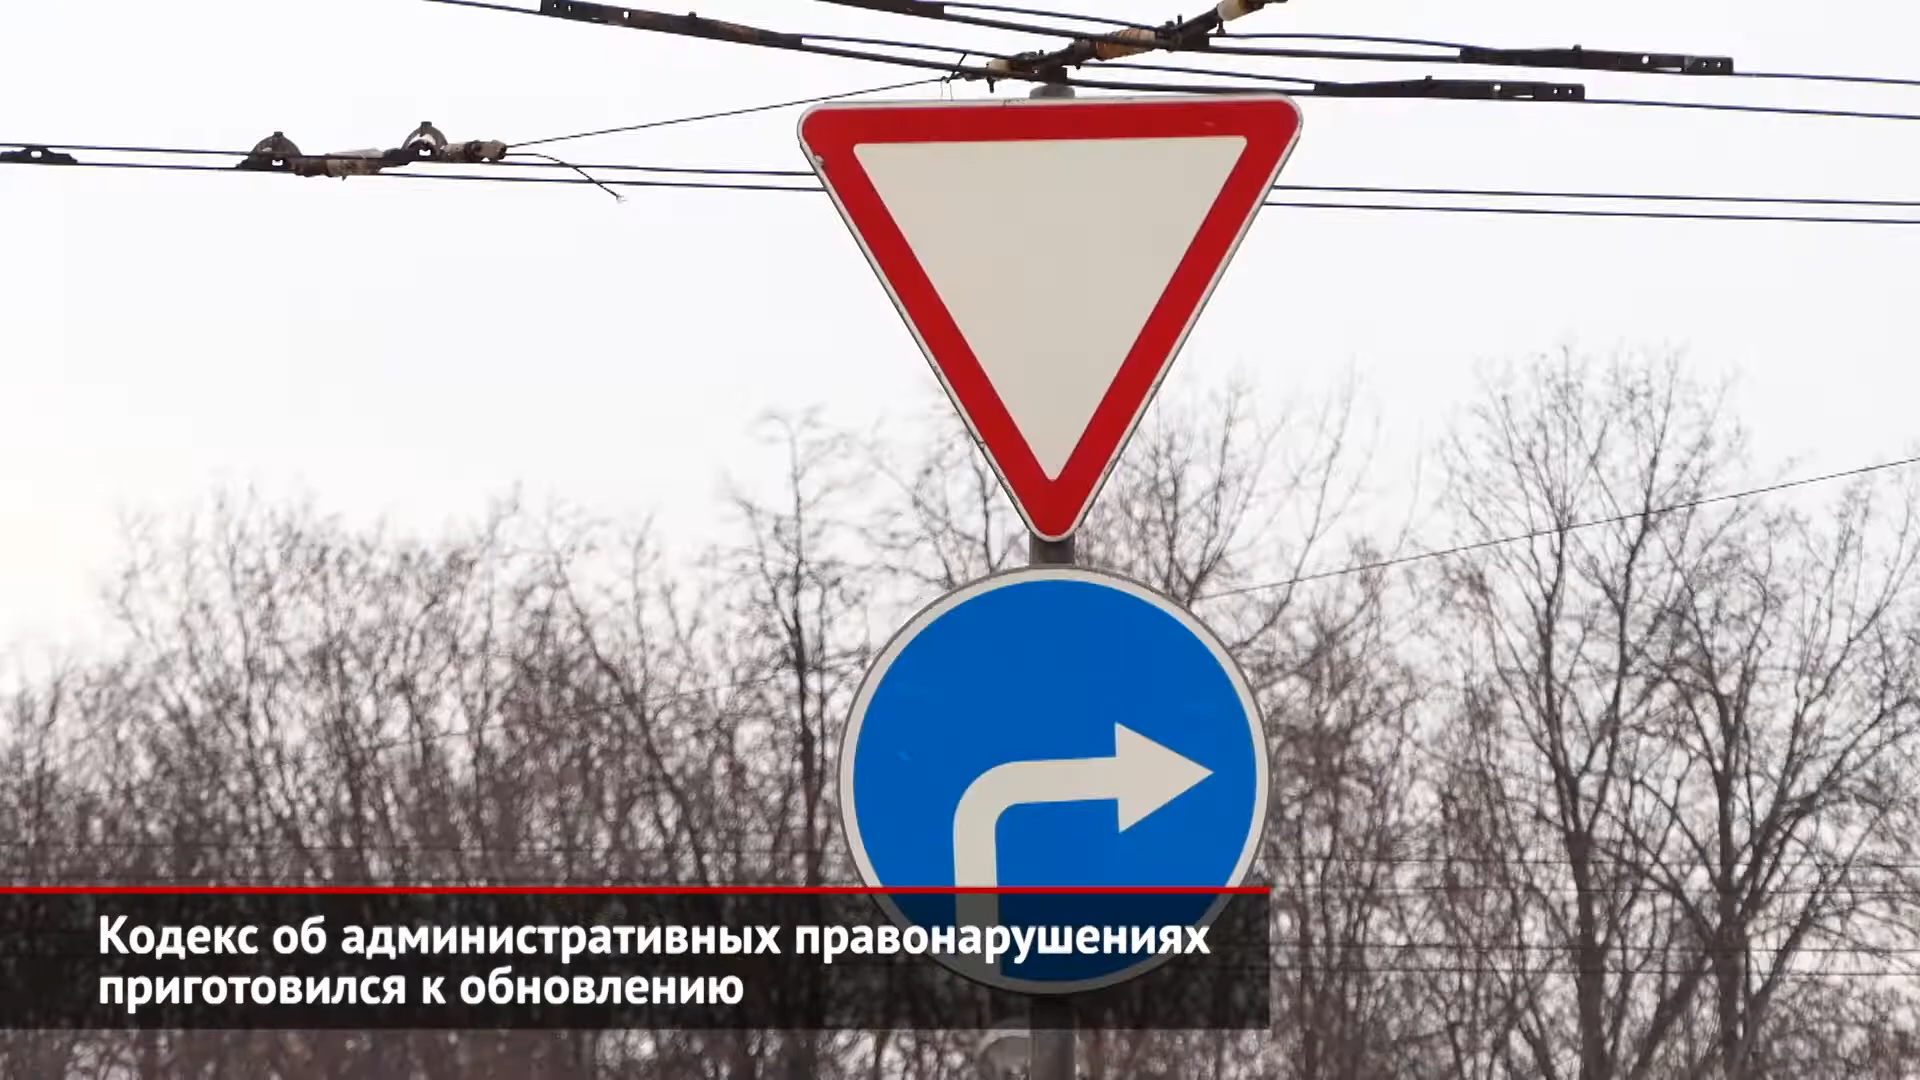 Кодекс об административных правонарушениях
приготовился к обновлению